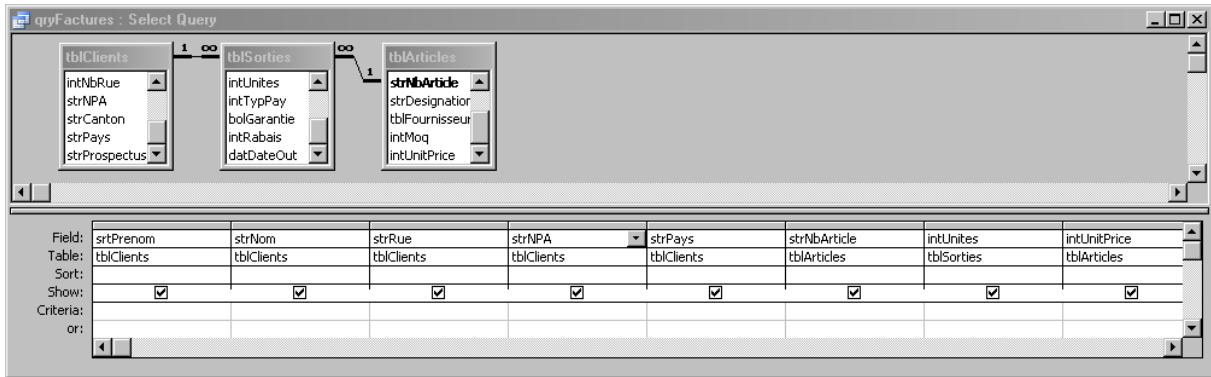 qryFactures : Select Query
tblClients 1 ∞ tblSorties ∞ 1 tblArticles
intNbRue intUnites strNbArticle
strNPA intTypPay strDesignation
strCanton bolGarantie tblFournisseur
strPays intRabais intMoq
strProspectus datDateOut intUnitPrice
Field: srtPrenom strNom strRue strNPA strPays strNbArticle intUnites intUnitPrice
Table: tblClients tblClients tblClients tblClients tblClients tblArticles tblSorties tblArticles
Sort:
Show:
Criteria:
or: